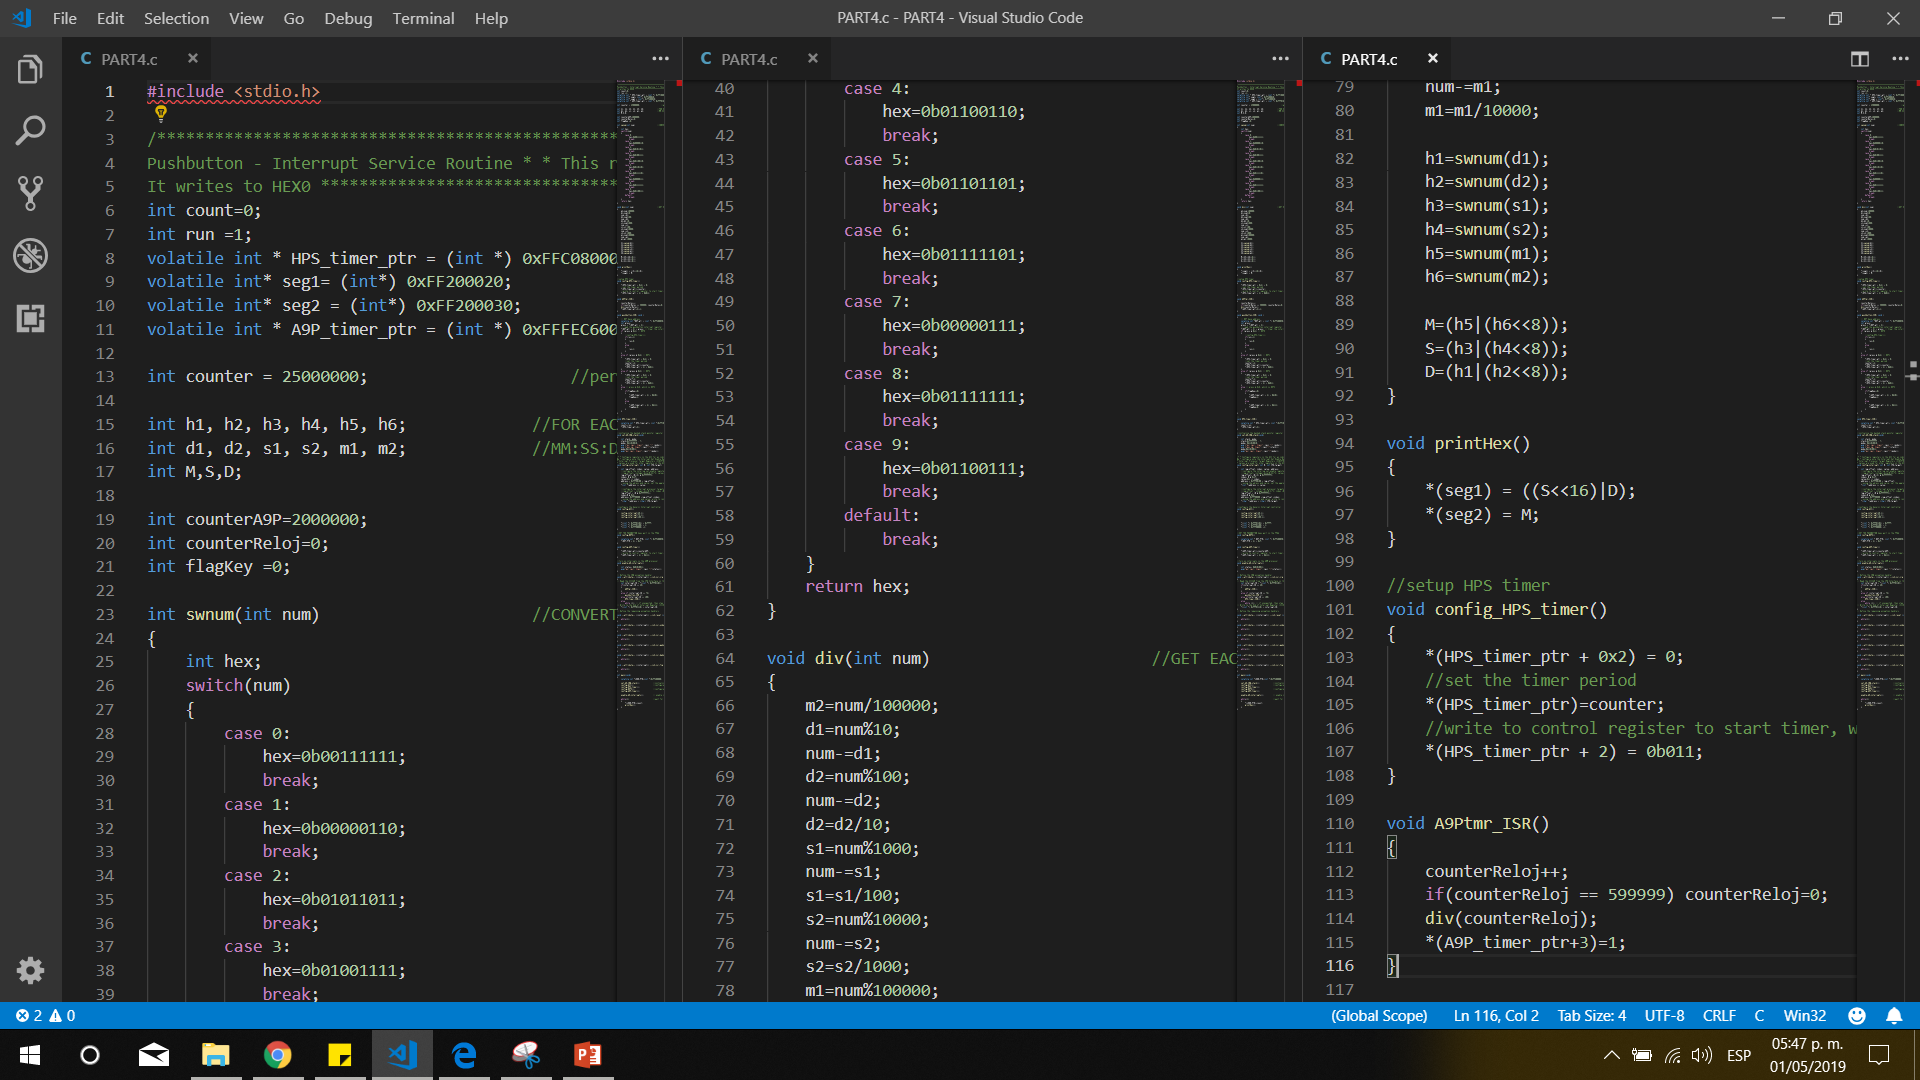 File Edit Selection View Go Debug Terminal Help
PART4.c - PART4 - Visual Studio Code
C PART4.c
1 #include <stdio.h>
2
3 /************************************************
4 Pushbutton - Interrupt Service Routine * * This r
5 It writes to HEX0 *******************************
6 int count=0;
7 int run =1;
8 volatile int * HPS_timer_ptr = (int *) 0xFFC08000
9 volatile int* seg1= (int*) 0xFF200020;
10 volatile int* seg2 = (int*) 0xFF200030;
11 volatile int * A9P_timer_ptr = (int *) 0xFFFEC600
12
13 int counter = 25000000; //per
14
15 int h1, h2, h3, h4, h5, h6; //FOR EAC
16 int d1, d2, s1, s2, m1, m2; //MM:SS:D
17 int M,S,D;
18
19 int counterA9P=2000000;
20 int counterReloj=0;
21 int flagKey =0;
22
23 int swnum(int num) //CONVERT
24 {
25 int hex;
26 switch(num)
27 {
28 case 0:
29 hex=0b00111111;
30 break;
31 case 1:
32 hex=0b00000110;
33 break;
34 case 2:
35 hex=0b01011011;
36 break;
37 case 3:
38 hex=0b01001111;
39 break;
C PART4.c
40 case 4:
41 hex=0b01100110;
42 break;
43 case 5:
44 hex=0b01101101;
45 break;
46 case 6:
47 hex=0b01111101;
48 break;
49 case 7:
50 hex=0b00000111;
51 break;
52 case 8:
53 hex=0b01111111;
54 break;
55 case 9:
56 hex=0b01100111;
57 break;
58 default:
59 break;
60 }
61 return hex;
62 }
63
64 void div(int num) //GET EAC
65 {
66 m2=num/100000;
67 d1=num%10;
68 num-=d1;
69 d2=num%100;
70 num-=d2;
71 d2=d2/10;
72 s1=num%1000;
73 num-=s1;
74 s1=s1/100;
75 s2=num%10000;
76 num-=s2;
77 s2=s2/1000;
78 m1=num%100000;
C PART4.c
79 num-=m1;
80 m1=m1/10000;
81
82 h1=swnum(d1);
83 h2=swnum(d2);
84 h3=swnum(s1);
85 h4=swnum(s2);
86 h5=swnum(m1);
87 h6=swnum(m2);
88
89 M=(h5|(h6<<8));
90 S=(h3|(h4<<8));
91 D=(h1|(h2<<8));
92 }
93
94 void printHex()
95 {
96 *(seg1) = ((S<<16)|D);
97 *(seg2) = M;
98 }
99
100 //setup HPS timer
101 void config_HPS_timer()
102 {
103 *(HPS_timer_ptr + 0x2) = 0;
104 //set the timer period
105 *(HPS_timer_ptr)=counter;
106 //write to control register to start timer, w
107 *(HPS_timer_ptr + 2) = 0b011;
108 }
109
110 void A9Ptmr_ISR()
111 {
112 counterReloj++;
113 if(counterReloj == 599999) counterReloj=0;
114 div(counterReloj);
115 *(A9P_timer_ptr+3)=1;
116 }
117
2 0 (Global Scope) Ln 116, Col 2 Tab Size: 4 UTF-8 CRLF C Win32
ESP 05:47 p. m.
01/05/2019